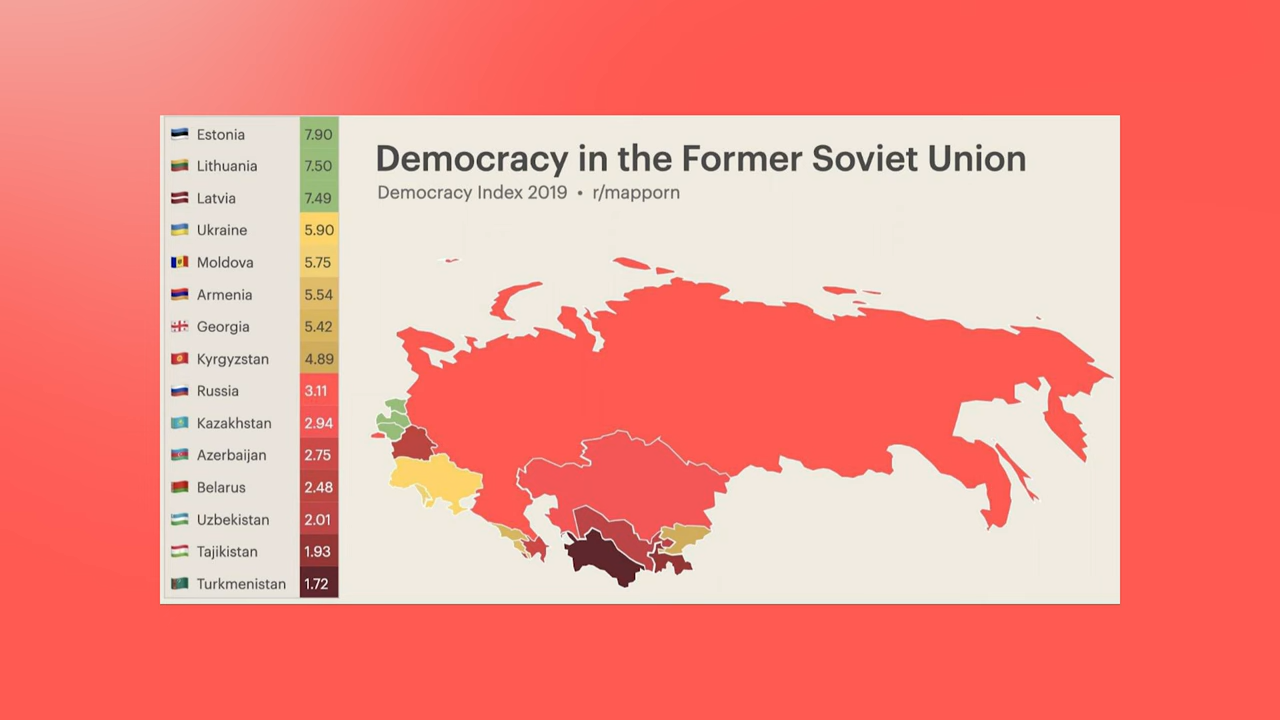 Democracy in the Former Soviet Union
Democracy Index 2019 • r/mapporn
Estonia 7.90
Lithuania 7.50
Latvia 7.49
Ukraine 5.90
Moldova 5.75
Armenia 5.54
Georgia 5.42
Kyrgyzstan 4.89
Russia 3.11
Kazakhstan 2.94
Azerbaijan 2.75
Belarus 2.48
Uzbekistan 2.01
Tajikistan 1.93
Turkmenistan 1.72